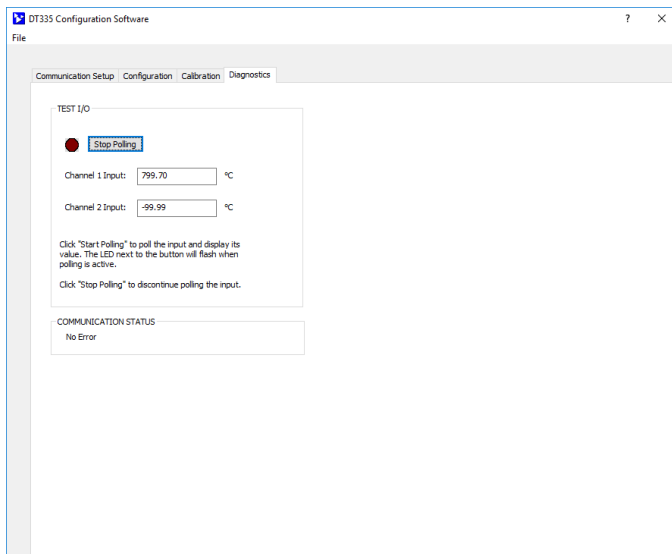 DT335 Configuration Software
?
File
Communication Setup Configuration Calibration Diagnostics
TEST I/O
Stop Polling
Channel 1 Input: 799.70 °C
Channel 2 Input: -99.99 °C
Click "Start Polling" to poll the input and display its
value. The LED next to the button will flash when
polling is active.
Click "Stop Polling" to discontinue polling the input.
COMMUNICATION STATUS
No Error